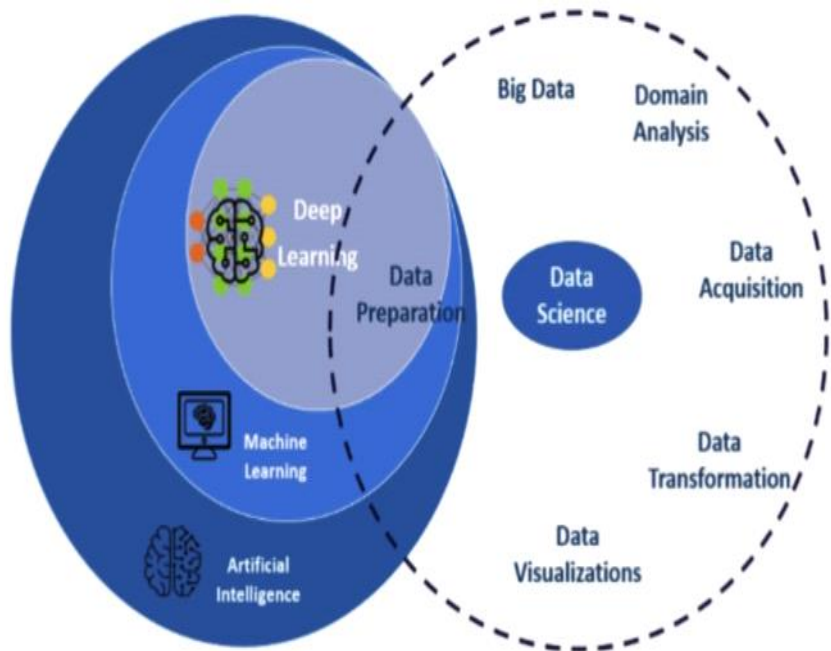 Big Data
Domain
Analysis
Deep
Learning
Data
Preparation
Data
Science
Data
Acquisition
Machine
Learning
Data
Transformation
Artificial
Intelligence
Data
Visualizations